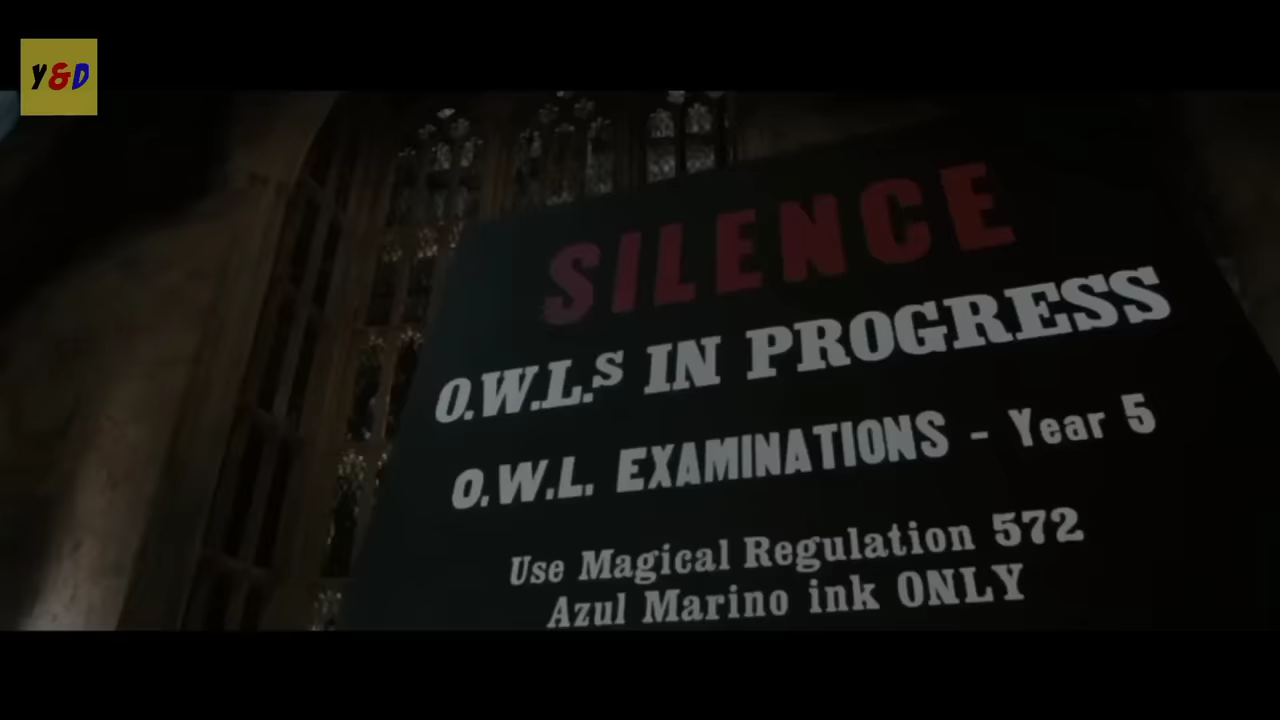 Y&D
SILENCE
O.W.L.s IN PROGRESS
O.W.L. EXAMINATIONS - Year 5
Use Magical Regulation 572
Azul Marino ink ONLY